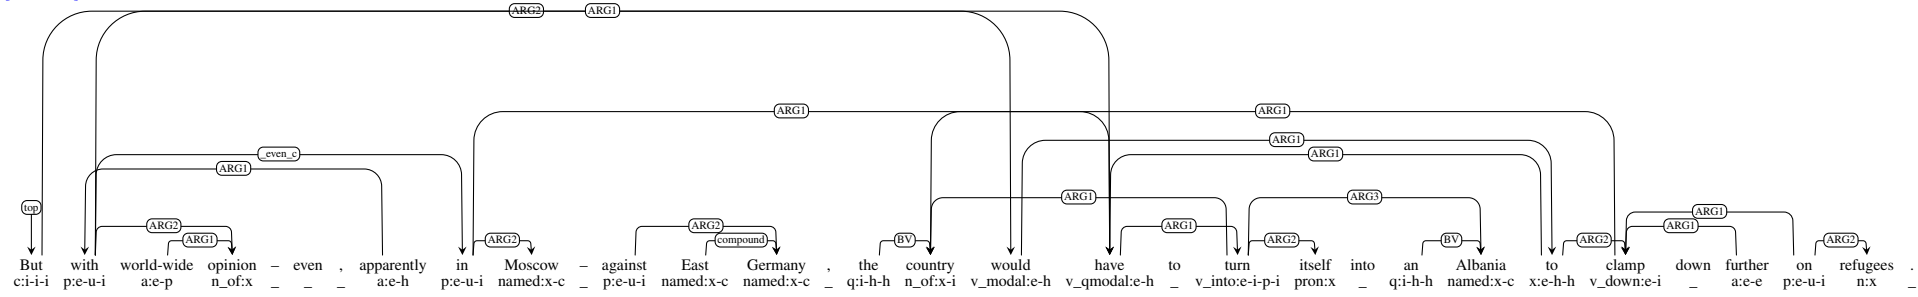 ARG2 ARG1
ARG1 ARG1
ARG1
_even_c ARG1
ARG1
top ARG1 ARG3
ARG2 ARG2 ARG1 ARG1 ARG1
ARG1 ARG2 compound BV ARG2 BV ARG2 ARG2
But with world-wide opinion – even , apparently in Moscow – against East Germany , the country would have to turn itself into an Albania to clamp down further on refugees .
c:i-i-i p:e-u-i a:e-p n_of:x _ _ _ a:e-h p:e-u-i named:x-c _ p:e-u-i named:x-c named:x-c _ q:i-h-h n_of:x-i v_modal:e-h v_qmodal:e-h _ v_into:e-i-p-i pron:x _ q:i-h-h named:x-c x:e-h-h v_down:e-i _ a:e-e p:e-u-i n:x _